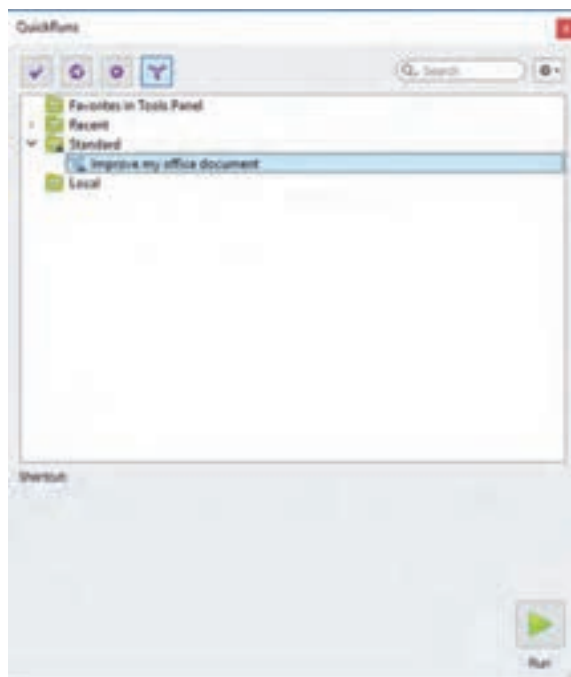 QuickRuns
Search
Favorites in Tools Panel
Recent
Standard
Improve my office document
Local
Shortcut:
Run